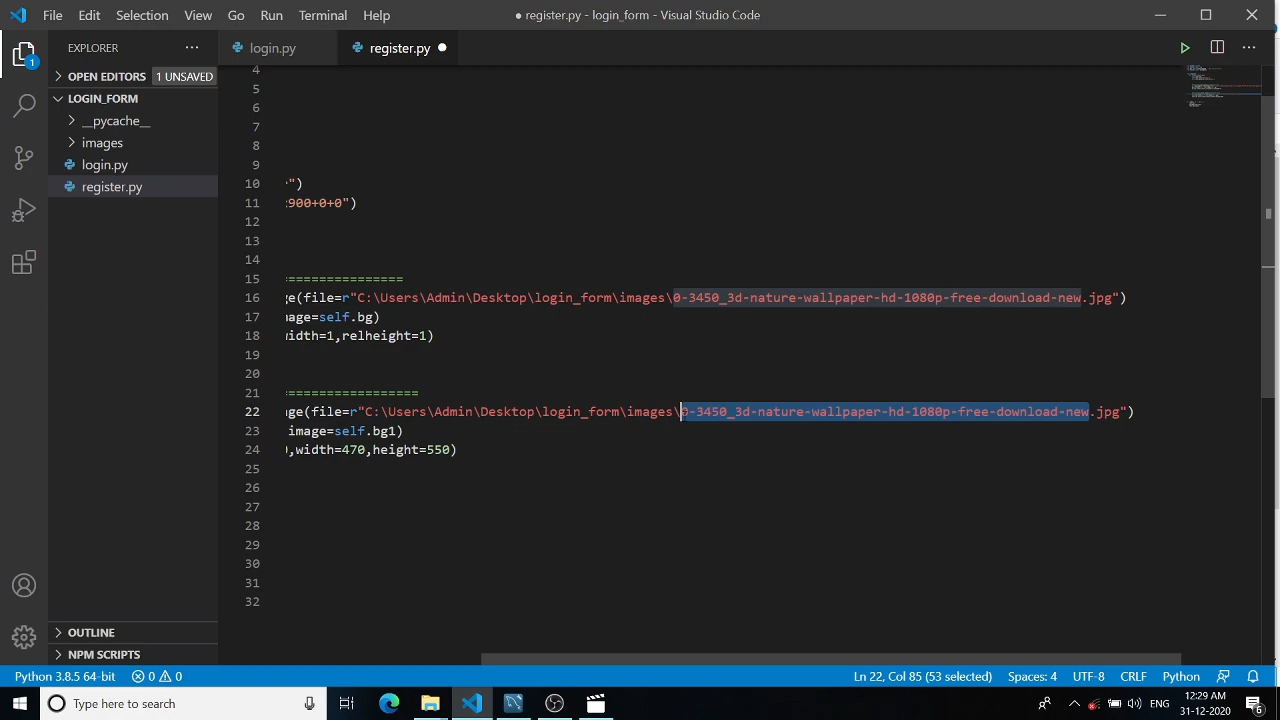 File Edit Selection View Go Run Terminal Help
● register.py - login_form - Visual Studio Code
EXPLORER
login.py
register.py
OPEN EDITORS
1 UNSAVED
LOGIN_FORM
__pycache__
images
login.py
register.py
OUTLINE
NPM SCRIPTS
1
4
5
6
7
8
9
10 ")
11 900+0+0")
12
13
14
15 ===============
16 ge(file=r"C:\Users\Admin\Desktop\login_form\images\0-3450_3d-nature-wallpaper-hd-1080p-free-download-new.jpg")
17 mage=self.bg)
18 width=1,relheight=1)
19
20
21 =================
22 ge(file=r"C:\Users\Admin\Desktop\login_form\images\0-3450_3d-nature-wallpaper-hd-1080p-free-download-new.jpg")
23 image=self.bg1)
24 ,width=470,height=550)
25
26
27
28
29
30
31
32
Python 3.8.5 64-bit 0 0 Ln 22, Col 85 (53 selected) Spaces: 4 UTF-8 CRLF Python
Type here to search
ENG
12:29 AM
31-12-2020
6